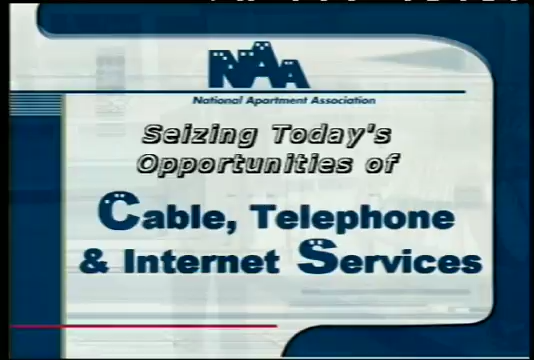 NAA
National Apartment Association
Seizing Today's
Opportunities of
Cable, Telephone
& Internet Services